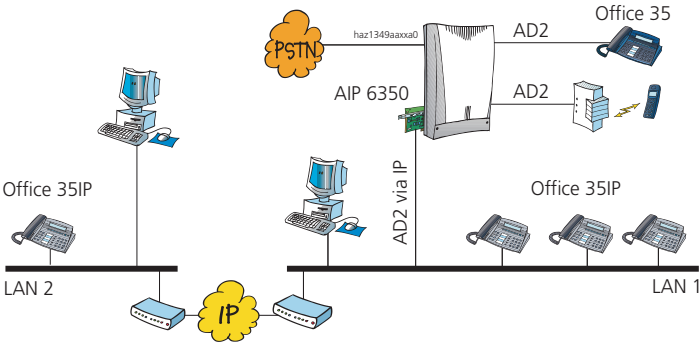 Office 35
haz1349aaxxa0
AD2
PSTN
AIP 6350
AD2
AD2 via IP
Office 35IP
Office 35IP
LAN 2
LAN 1
IP